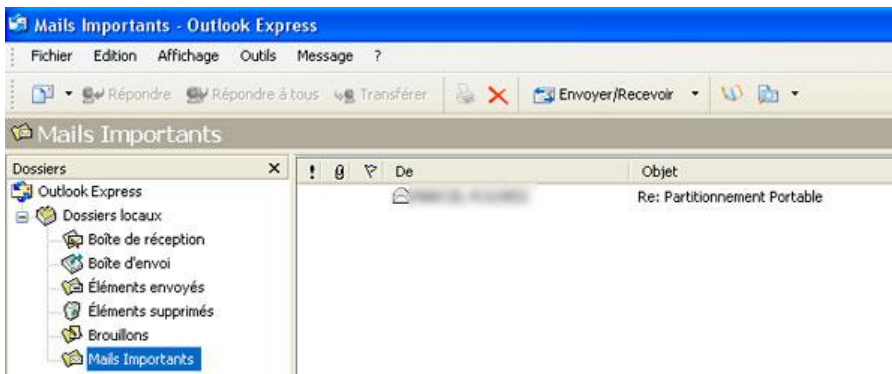 Mails Importants - Outlook Express
Fichier Edition Affichage Outils Message ?
Répondre Répondre à tous Transférer Envoyer/Recevoir
Mails Importants
Dossiers × ! De Objet
Outlook Express Re: Partitionnement Portable
Dossiers locaux
Boîte de réception
Boîte d'envoi
Éléments envoyés
Éléments supprimés
Brouillons
Mails Importants